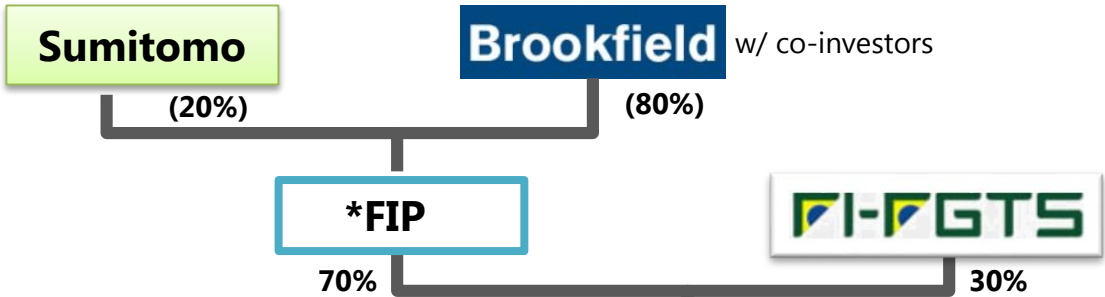 Sumitomo
Brookfield w/ co-investors
(20%)
(80%)
*FIP
FI-FGTS
70%
30%